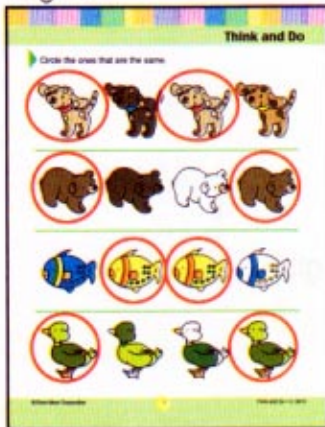 Think and Do
Circle the ones that are the same.